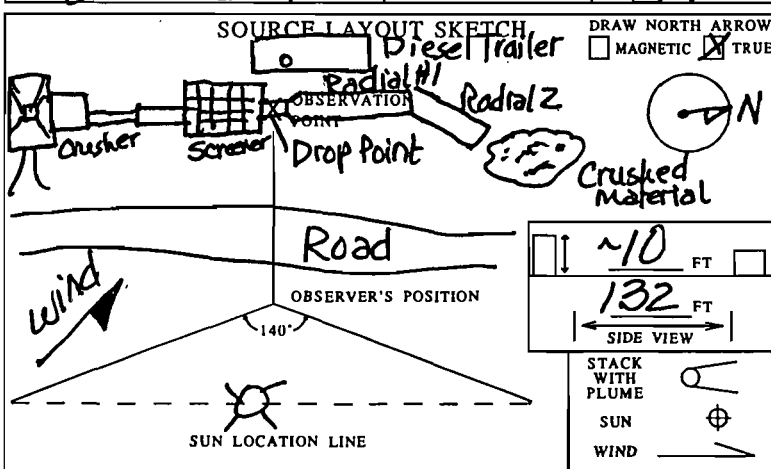 SOURCE LAYOUT SKETCH
DRAW NORTH ARROW
MAGNETIC X TRUE
Diesel Trailer
Radial #1
OBSERVATION
POINT
Radial 2
N
Crusher
Screener
Drop Point
Crushed
Material
Road
Wind
~10 FT
OBSERVER'S POSITION
132 FT
140°
SIDE VIEW
STACK
WITH
PLUME
SUN
SUN LOCATION LINE
WIND